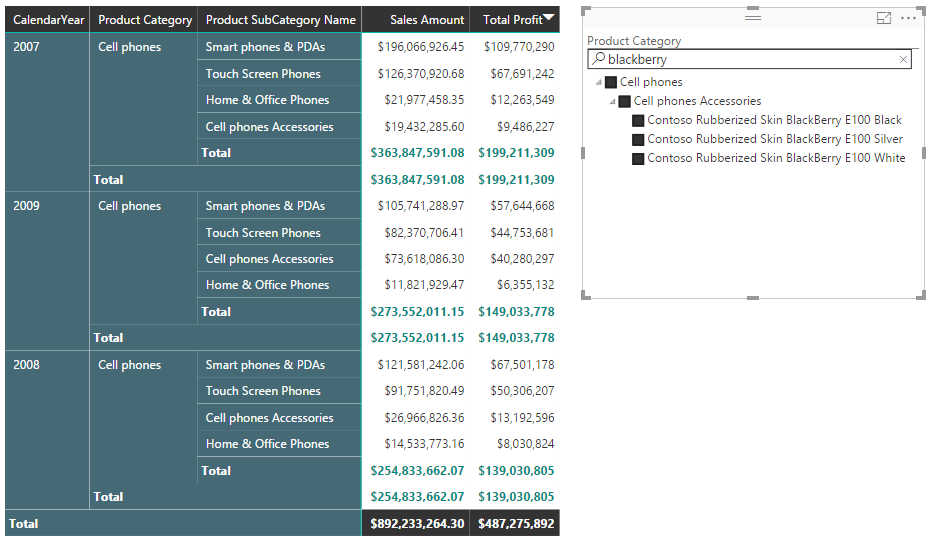 CalendarYear Product Category Product SubCategory Name Sales Amount Total Profit
2007 Cell phones Smart phones & PDAs $196,066,926.45 $109,770,290
Touch Screen Phones $126,370,920.68 $67,691,242
Home & Office Phones $21,977,458.35 $12,263,549
Cell phones Accessories $19,432,285.60 $9,486,227
Total $363,847,591.08 $199,211,309
Total $363,847,591.08 $199,211,309
2009 Cell phones Smart phones & PDAs $105,741,288.97 $57,644,668
Touch Screen Phones $82,370,706.41 $44,753,681
Cell phones Accessories $73,618,086.30 $40,280,297
Home & Office Phones $11,821,929.47 $6,355,132
Total $273,552,011.15 $149,033,778
Total $273,552,011.15 $149,033,778
2008 Cell phones Smart phones & PDAs $121,581,242.06 $67,501,178
Touch Screen Phones $91,751,820.49 $50,306,207
Cell phones Accessories $26,966,826.36 $13,192,596
Home & Office Phones $14,533,773.16 $8,030,824
Total $254,833,662.07 $139,030,805
Total $254,833,662.07 $139,030,805
Total $892,233,264.30 $487,275,892
Product Category
blackberry
Cell phones
Cell phones Accessories
Contoso Rubberized Skin BlackBerry E100 Black
Contoso Rubberized Skin BlackBerry E100 Silver
Contoso Rubberized Skin BlackBerry E100 White